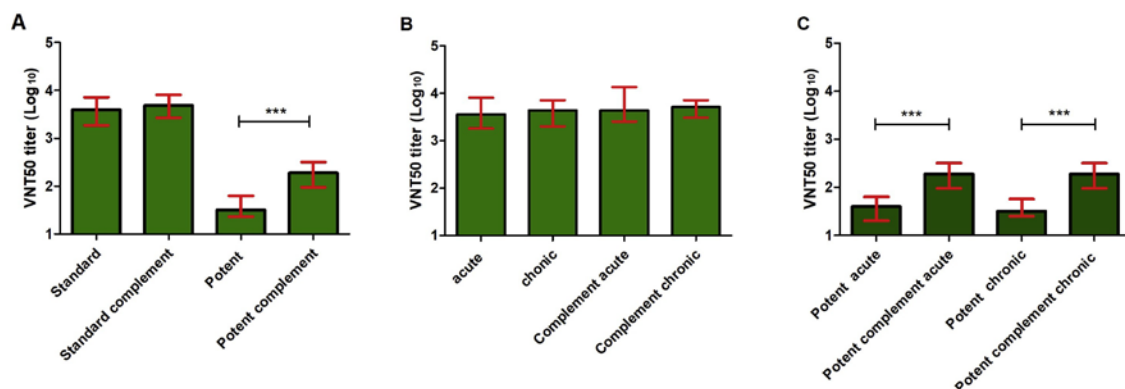 A
VNT50 titer (Log10)
5
4
3
2
1
***
Standard
Standard complement
Potent
Potent complement
B
VNT50 titer (Log10)
5
4
3
2
1
acute
chonic
Complement acute
Complement chronic
C
VNT50 titer (Log10)
5
4
3
2
1
***
***
Potent acute
Potent complement acute
Potent chronic
Potent complement chronic